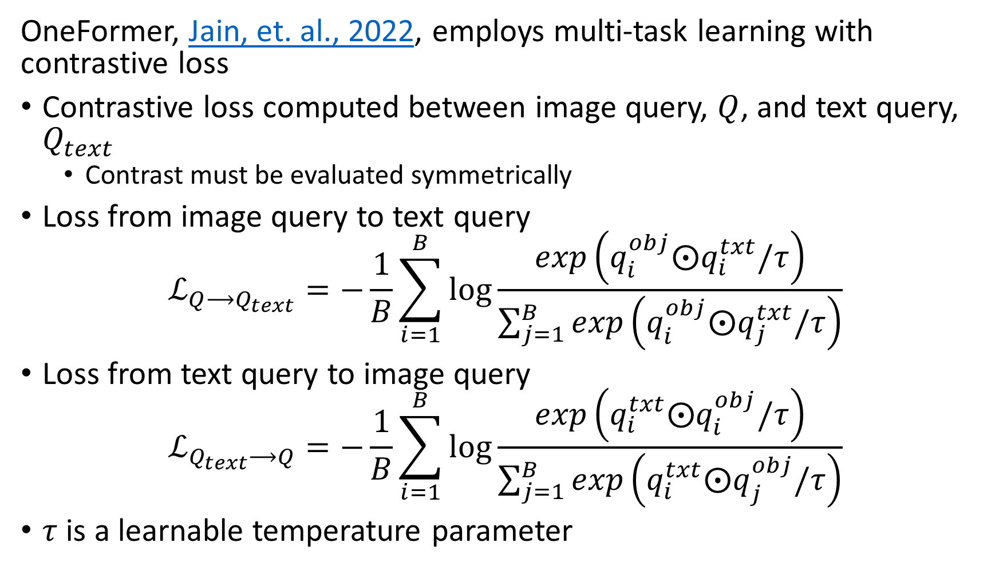 OneFormer, Jain, et. al., 2022, employs multi-task learning with
contrastive loss
• Contrastive loss computed between image query, Q, and text query,
Q_{text}
• Contrast must be evaluated symmetrically
• Loss from image query to text query
\mathcal{L}_{Q \longrightarrow Q_{text}} = -\frac{1}{B} \sum_{i=1}^{B} \log \frac{exp\left(q_i^{obj} \odot q_i^{txt} / \tau\right)}{\sum_{j=1}^{B} exp\left(q_i^{obj} \odot q_j^{txt} / \tau\right)}
• Loss from text query to image query
\mathcal{L}_{Q_{text} \longrightarrow Q} = -\frac{1}{B} \sum_{i=1}^{B} \log \frac{exp\left(q_i^{txt} \odot q_i^{obj} / \tau\right)}{\sum_{j=1}^{B} exp\left(q_i^{txt} \odot q_j^{obj} / \tau\right)}
• τ is a learnable temperature parameter